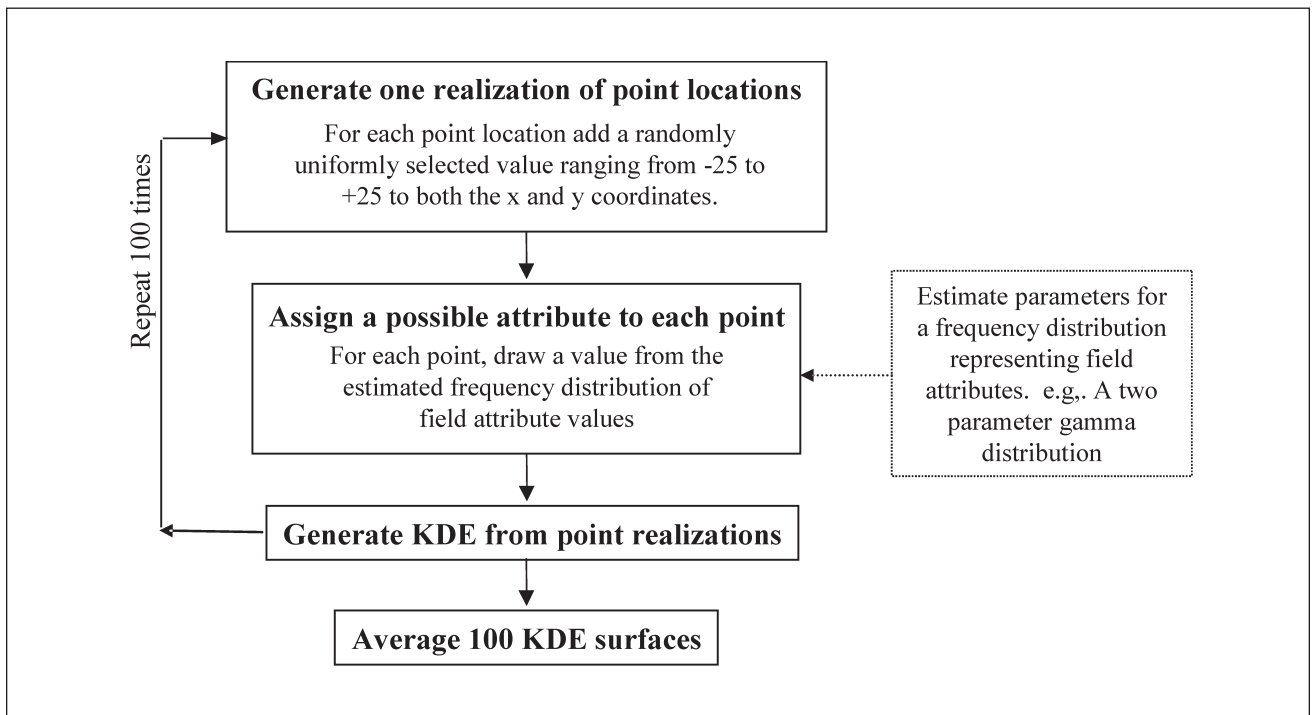 Generate one realization of point locations
For each point location add a randomly
uniformly selected value ranging from -25 to
+25 to both the x and y coordinates.
Repeat 100 times
Assign a possible attribute to each point
For each point, draw a value from the
estimated frequency distribution of
field attribute values
Estimate parameters for
a frequency distribution
representing field
attributes.  e.g,. A two
parameter gamma
distribution
Generate KDE from point realizations
Average 100 KDE surfaces